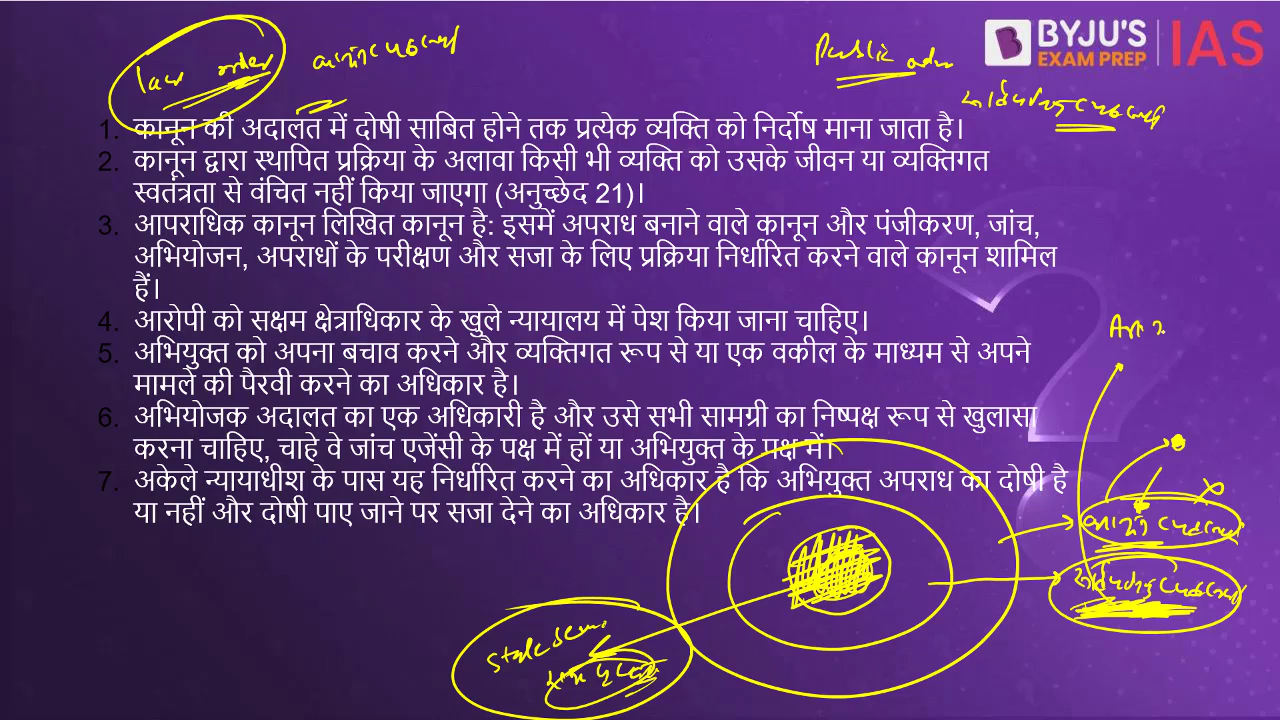 law order
Public order
BYJU'S
EXAM PREP
IAS
1. कानून की अदालत में दोषी साबित होने तक प्रत्येक व्यक्ति को निर्दोष माना जाता है।
2. कानून द्वारा स्थापित प्रक्रिया के अलावा किसी भी व्यक्ति को उसके जीवन या व्यक्तिगत
स्वतंत्रता से वंचित नहीं किया जाएगा (अनुच्छेद 21)।
3. आपराधिक कानून लिखित कानून है: इसमें अपराध बनाने वाले कानून और पंजीकरण, जांच,
अभियोजन, अपराधों के परीक्षण और सजा के लिए प्रक्रिया निर्धारित करने वाले कानून शामिल
हैं।
4. आरोपी को सक्षम क्षेत्राधिकार के खुले न्यायालय में पेश किया जाना चाहिए।
5. अभियुक्त को अपना बचाव करने और व्यक्तिगत रूप से या एक वकील के माध्यम से अपने
मामले की पैरवी करने का अधिकार है।
6. अभियोजक अदालत का एक अधिकारी है और उसे सभी सामग्री का निष्पक्ष रूप से खुलासा
करना चाहिए, चाहे वे जांच एजेंसी के पक्ष में हों या अभियुक्त के पक्ष में।
7. अकेले न्यायाधीश के पास यह निर्धारित करने का अधिकार है कि अभियुक्त अपराध का दोषी है
या नहीं और दोषी पाए जाने पर सजा देने का अधिकार है।